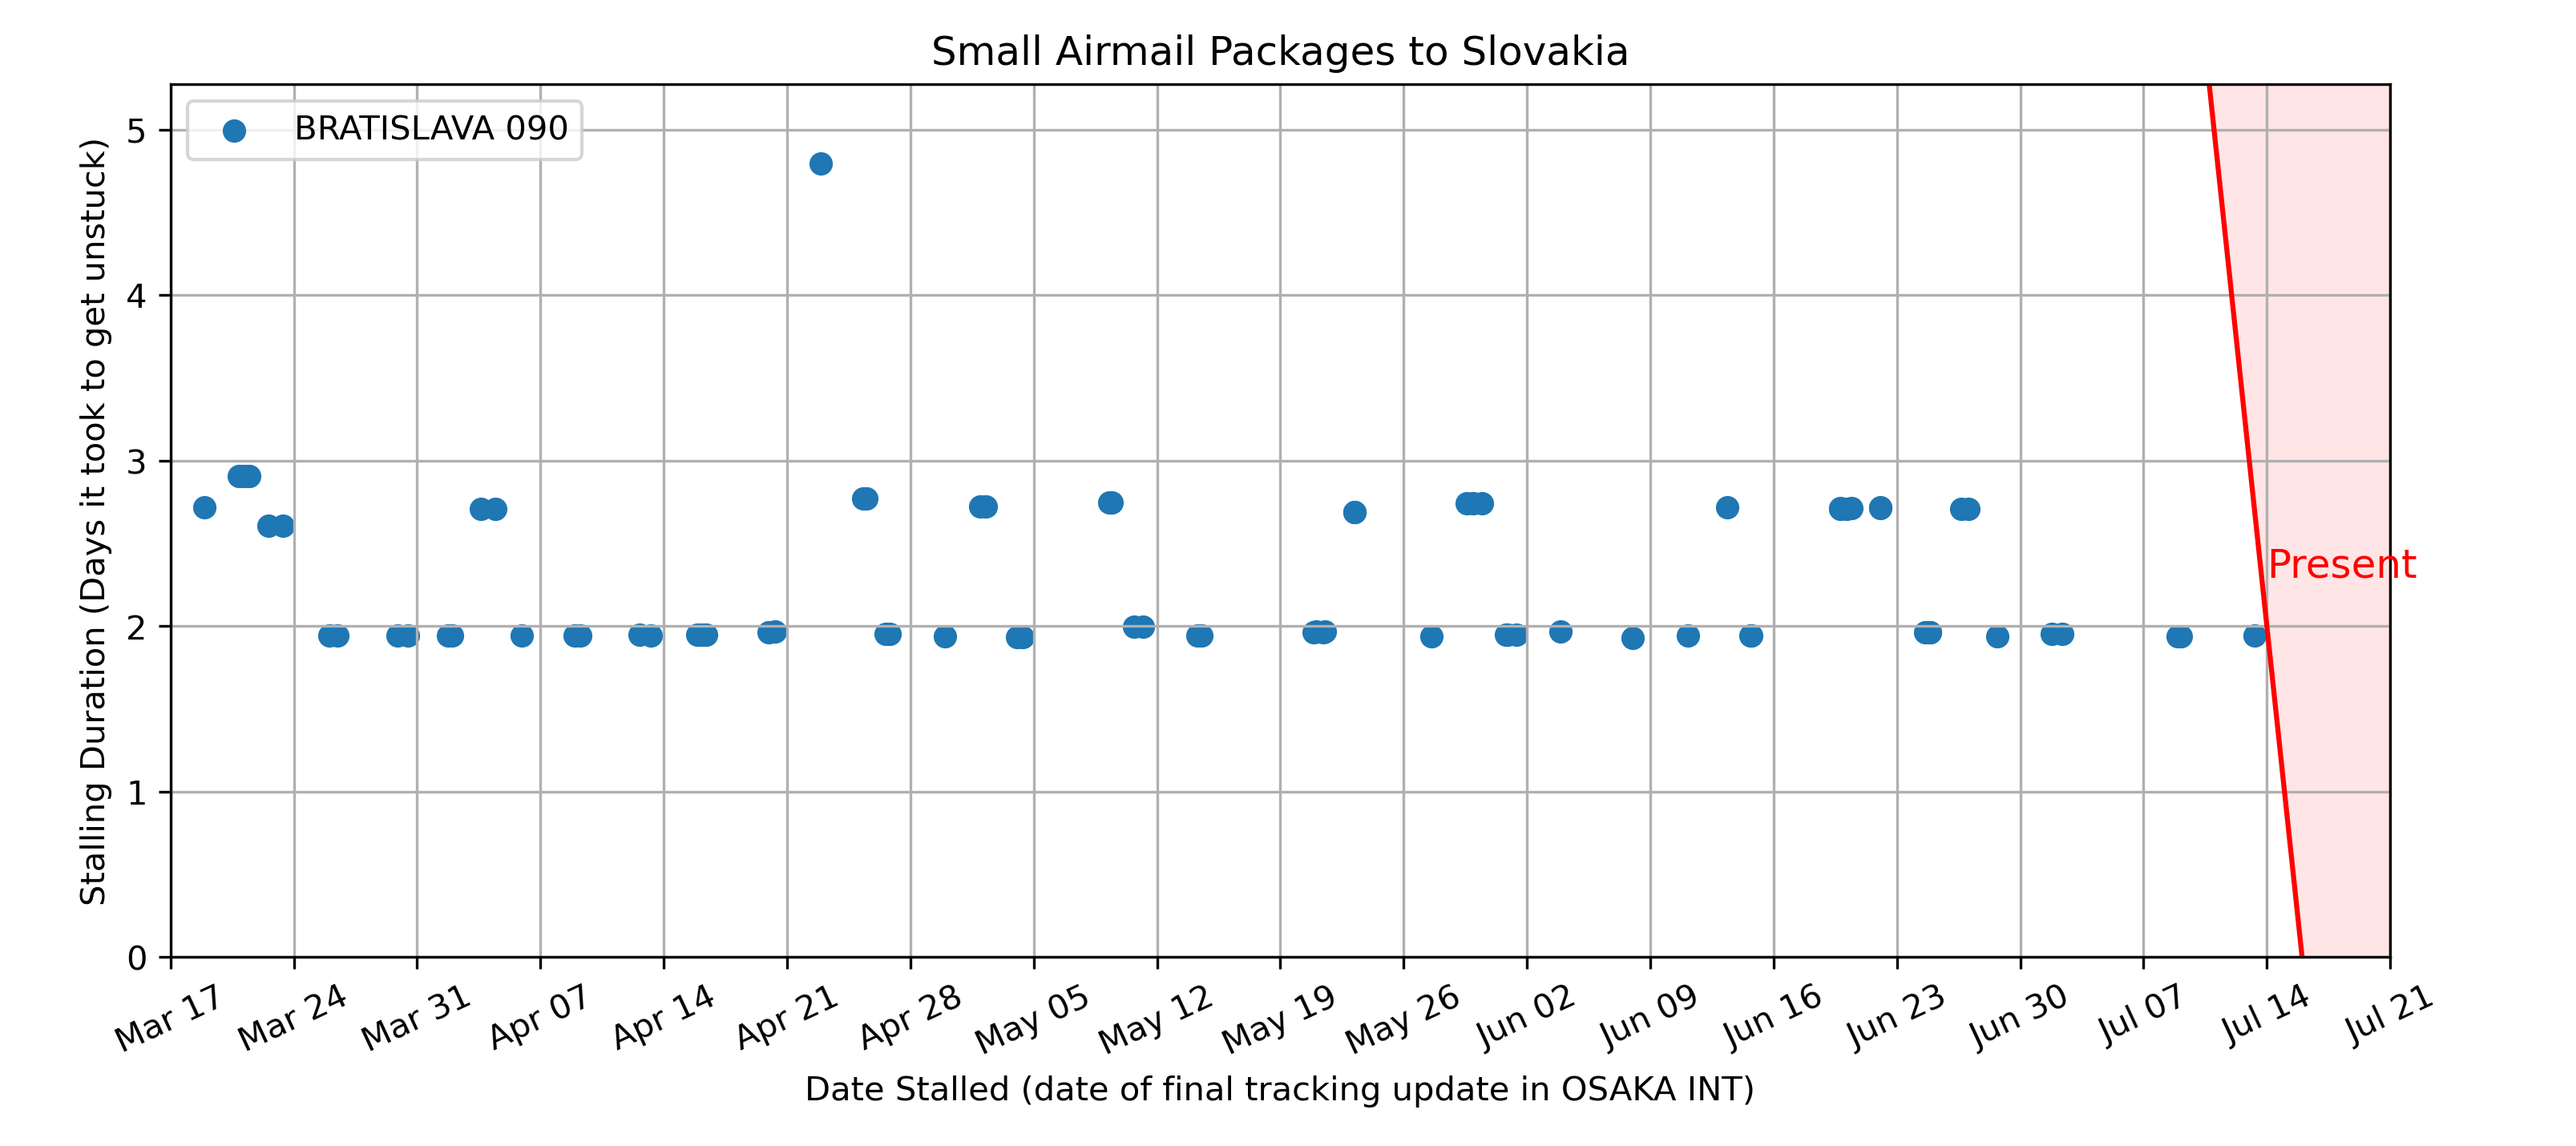 Small Airmail Packages to Slovakia
BRATISLAVA 090
Stalling Duration (Days it took to get unstuck)
5
4
3
2
1
0
Present
Mar 17
Mar 24
Mar 31
Apr 07
Apr 14
Apr 21
Apr 28
May 05
May 12
May 19
May 26
Jun 02
Jun 09
Jun 16
Jun 23
Jun 30
Jul 07
Jul 14
Jul 21
Date Stalled (date of final tracking update in OSAKA INT)